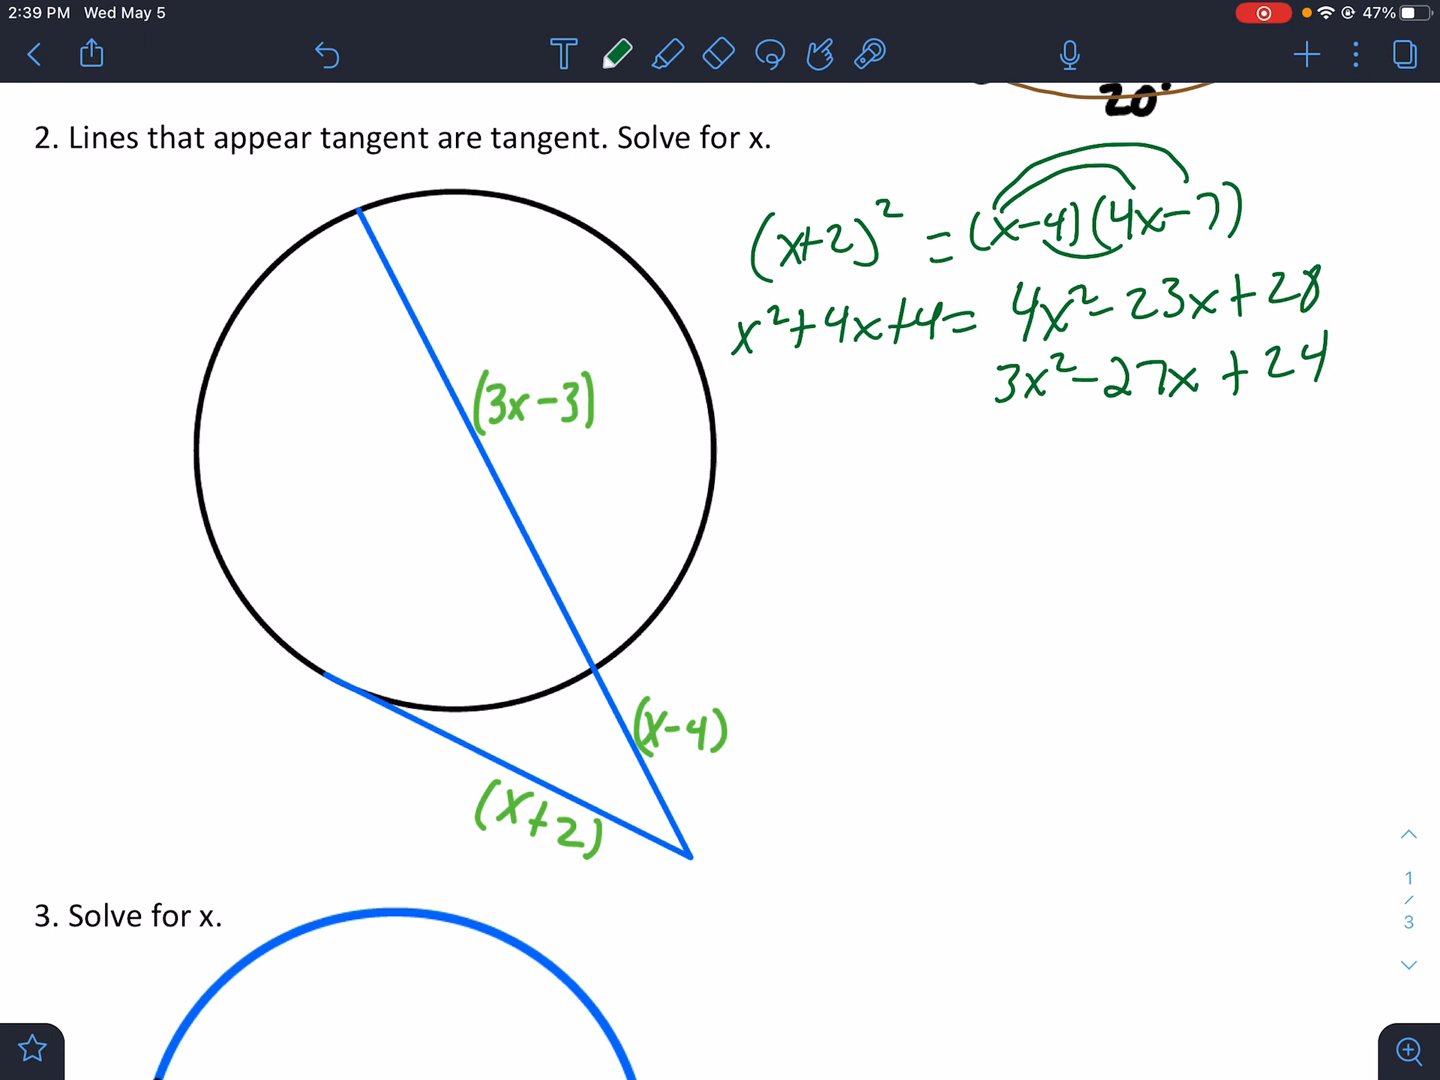 2:39 PM Wed May 5
47%
20°
2. Lines that appear tangent are tangent. Solve for x.
(x+2)² = (x-4)(4x-7)
x²+4x+4= 4x²-23x+28
3x²-27x+24
(3x-3)
(x-4)
(x+2)
3. Solve for x.
1
/
3